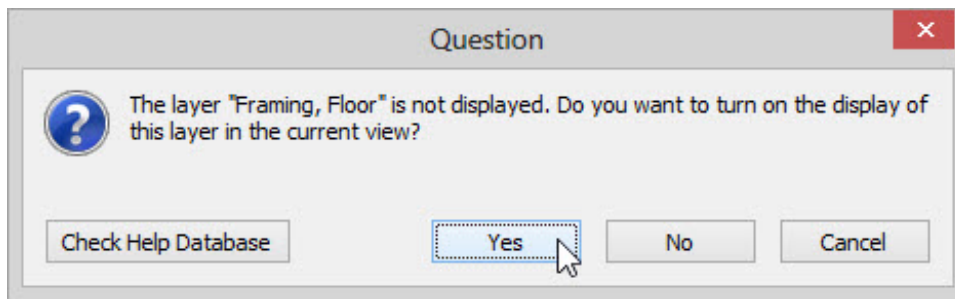 Question
The layer "Framing, Floor" is not displayed. Do you want to turn on the display of
this layer in the current view?
Check Help Database
Yes
No
Cancel